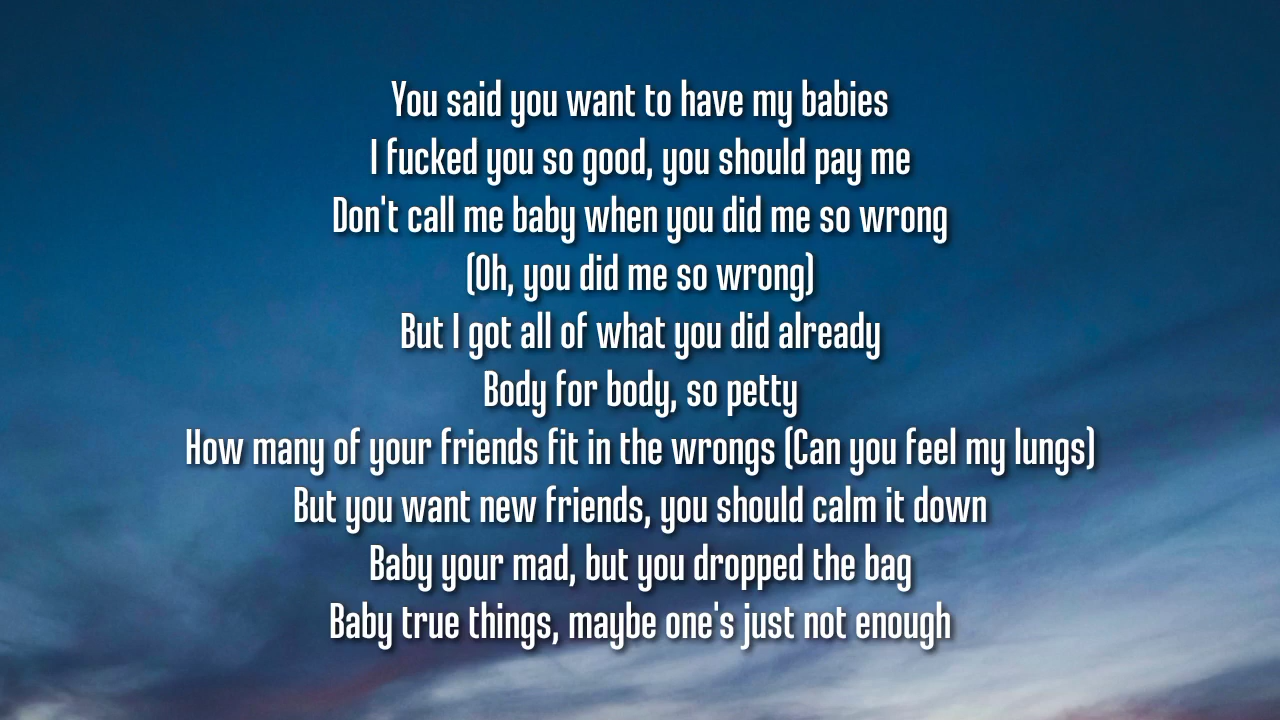 You said you want to have my babies
I fucked you so good, you should pay me
Don't call me baby when you did me so wrong
(Oh, you did me so wrong)
But I got all of what you did already
Body for body, so petty
How many of your friends fit in the wrongs (Can you feel my lungs)
But you want new friends, you should calm it down
Baby your mad, but you dropped the bag
Baby true things, maybe one's just not enough